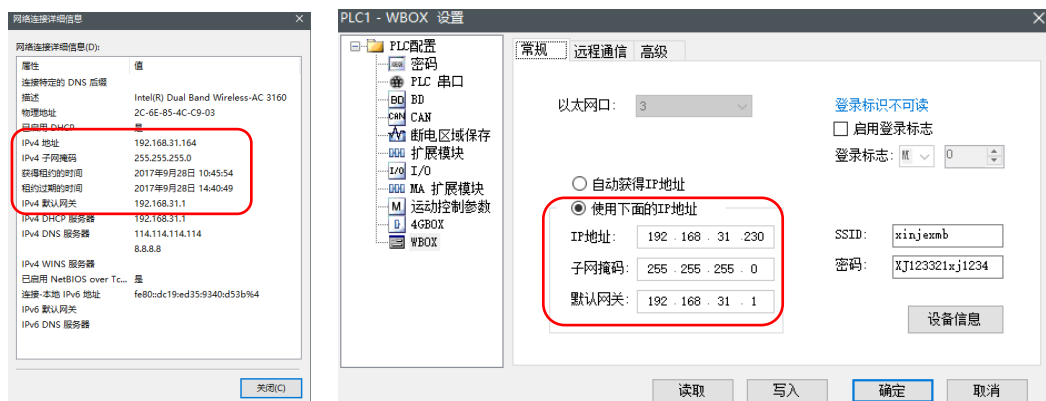 网络连接详细信息
网络连接详细信息(D):
属性 值
连接特定的 DNS 后缀
描述 Intel(R) Dual Band Wireless-AC 3160
物理地址 2C-6E-85-4C-C9-03
已启用 DHCP 是
IPv4 地址 192.168.31.164
IPv4 子网掩码 255.255.255.0
获得租约的时间 2017年9月28日 10:45:54
租约过期的时间 2017年9月28日 14:40:49
IPv4 默认网关 192.168.31.1
IPv4 DHCP 服务器 192.168.31.1
IPv4 DNS 服务器 114.114.114.114
8.8.8.8
IPv4 WINS 服务器
已启用 NetBIOS over Tc... 是
连接-本地 IPv6 地址 fe80::dc19:ed35:9340:d53b%4
IPv6 默认网关
IPv6 DNS 服务器
关闭(C)
PLC1 - WBOX 设置
PLC配置
密码
PLC 串口
BD BD
CAN CAN
断电区域保存
扩展模块
I/O I/O
MA 扩展模块
M 运动控制参数
4GBOX
WBOX
常规 远程通信 高级
以太网口: 3
登录标识不可读
启用登录标志
登录标志: 0
自动获得IP地址
使用下面的IP地址
IP地址: 192 . 168 . 31 .230
子网掩码: 255 . 255 . 255 . 0
默认网关: 192 . 168 . 31 . 1
SSID: xinjexmb
密码: XJ123321xj1234
设备信息
读取 写入 确定 取消